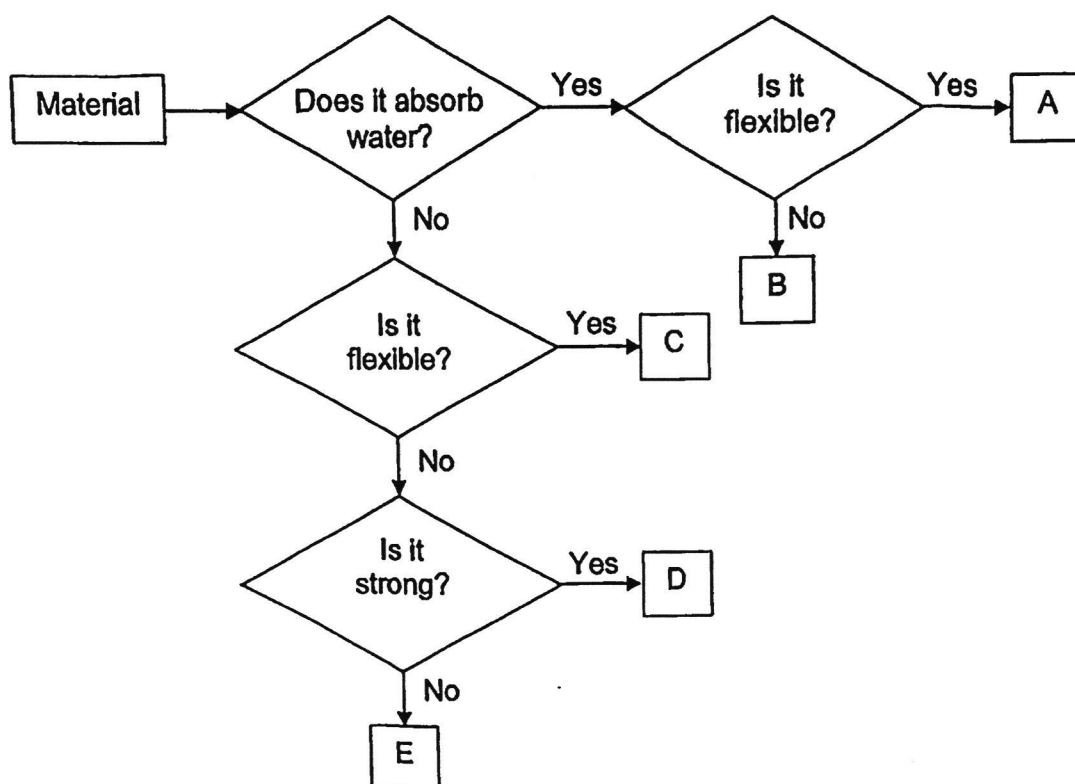 Material
Does it absorb
water?
Yes
Is it
flexible?
Yes
A
No
B
No
Is it
flexible?
Yes
C
No
Is it
strong?
Yes
D
No
E